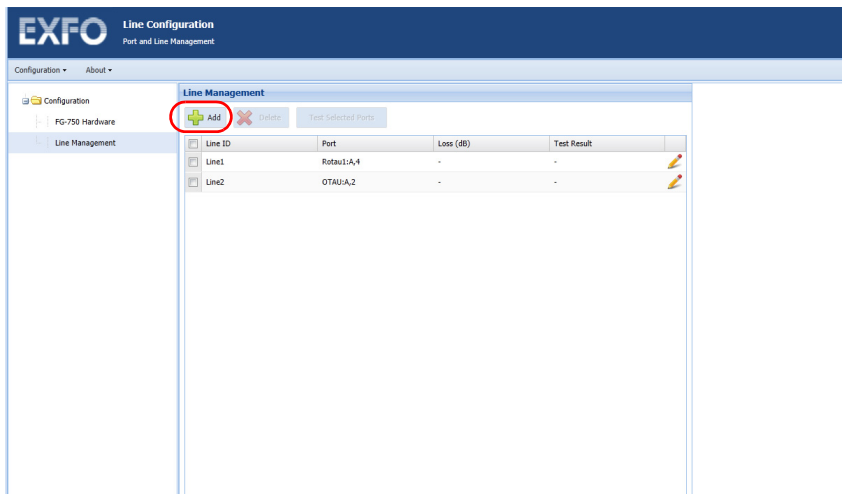 EXFO
Line Configuration
Port and Line Management
Configuration About
Configuration
FG-750 Hardware
Line Management
Line Management
Add Delete Test Selected Ports
Line ID Port Loss (dB) Test Result
Line1 Rotau1:A,4 - -
Line2 OTAU:A,2 - -